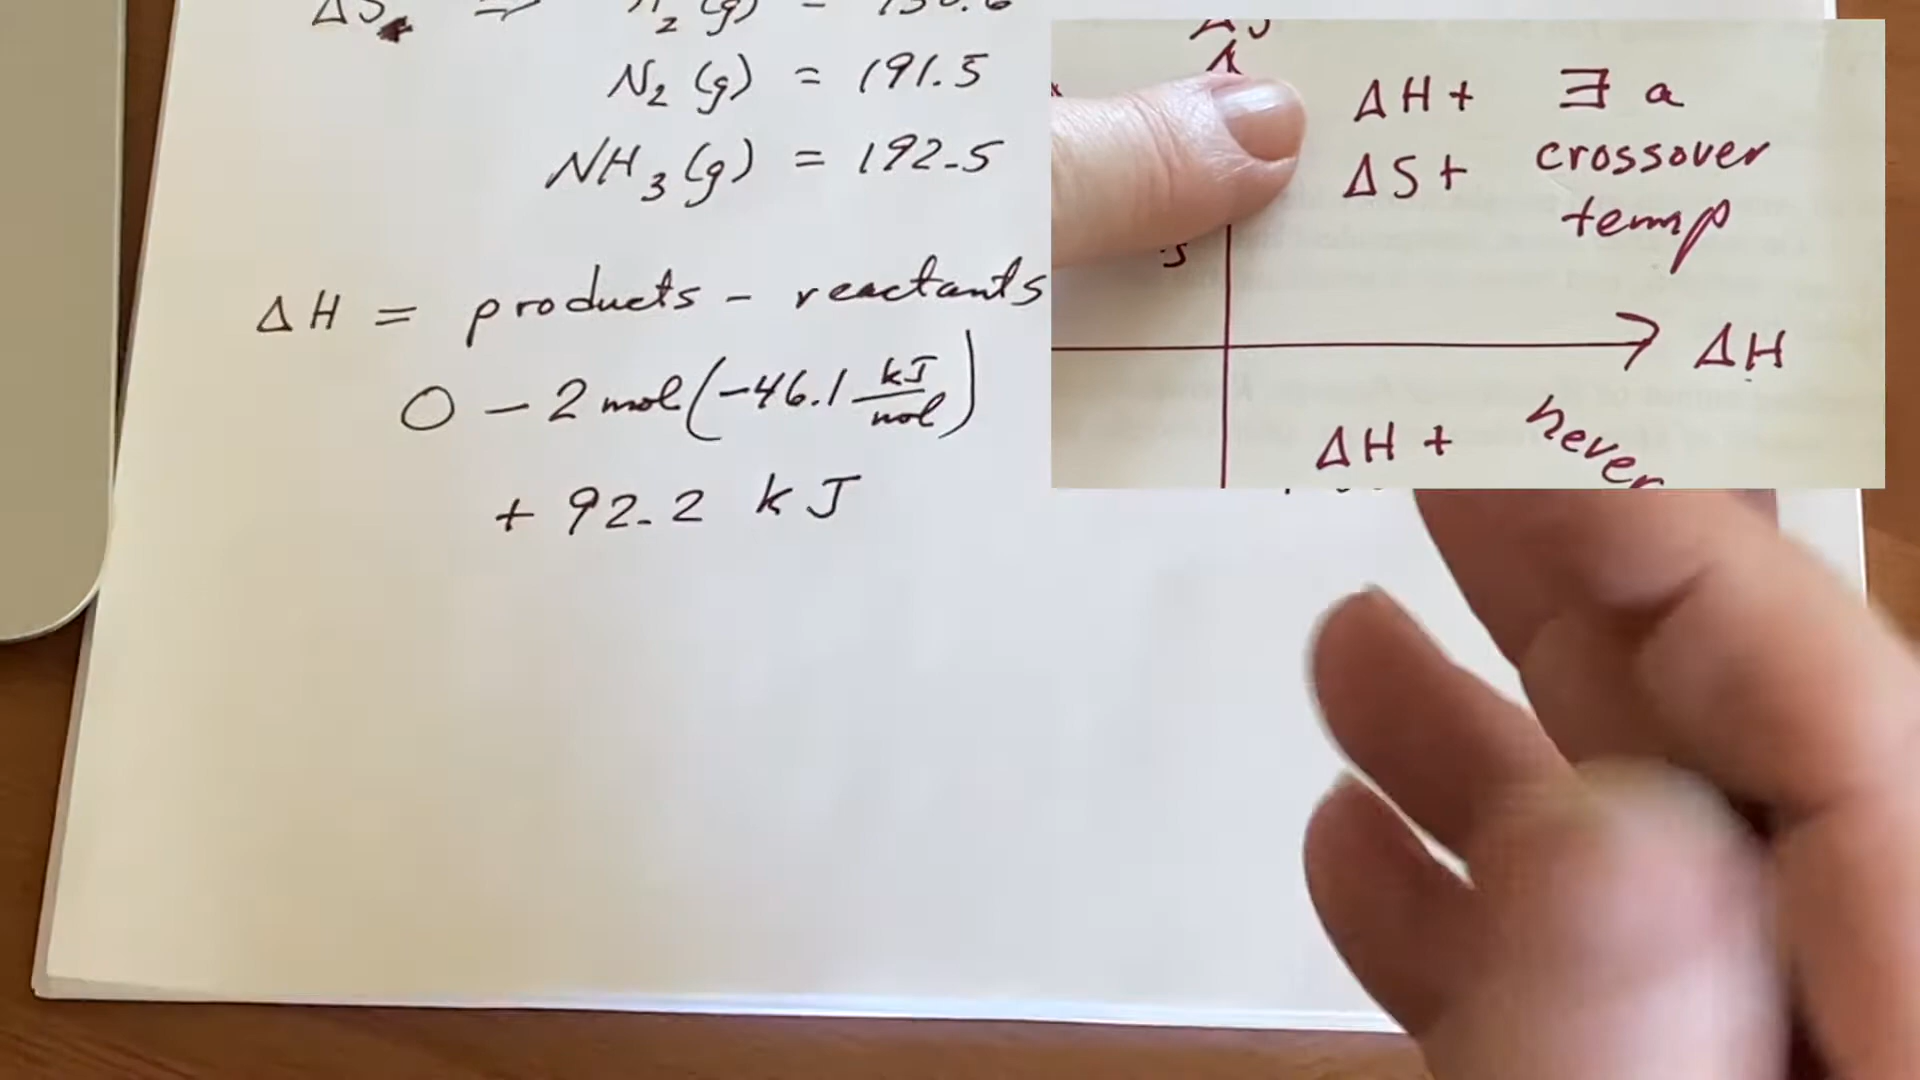 N₂ (g) = 191.5
NH₃ (g) = 192.5
ΔH = products - reactants
0 - 2 mol (-46.1 kJ/mol)
+ 92.2 kJ
ΔH + ∃ a
ΔS + crossover
temp
ΔH
ΔH + never